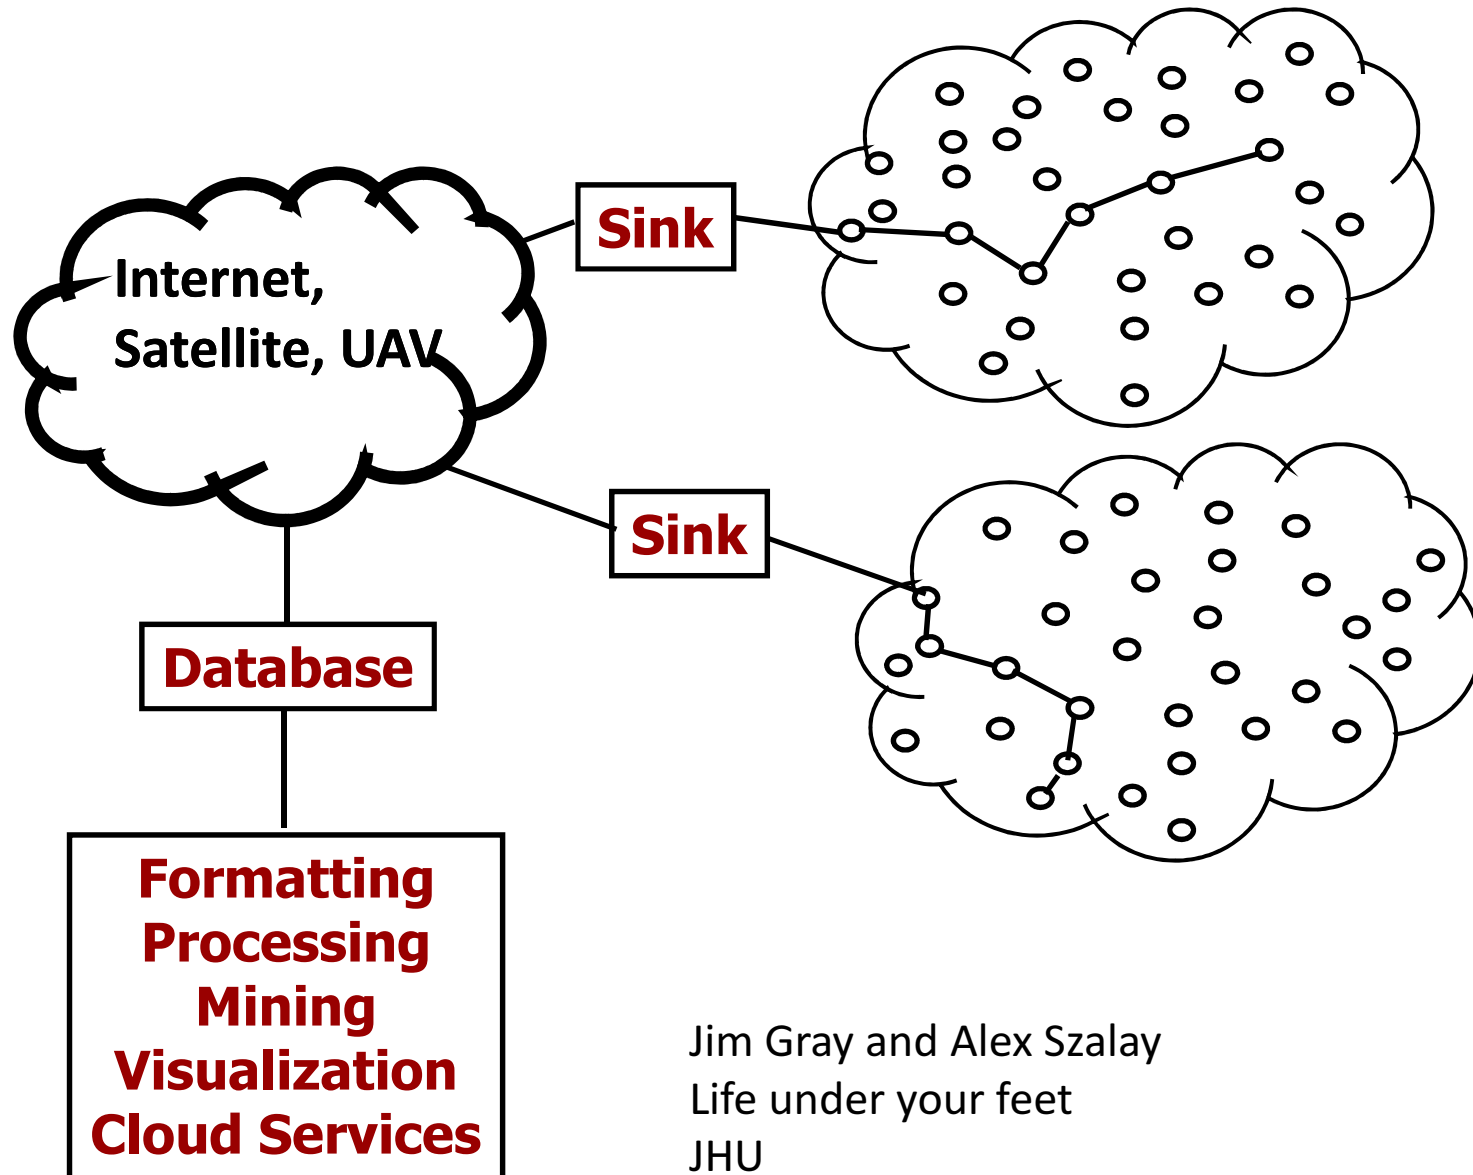 Internet,
Satellite, UAV
Sink
Sink
Database
Formatting
Processing
Mining
Visualization
Cloud Services
Jim Gray and Alex Szalay
Life under your feet
JHU